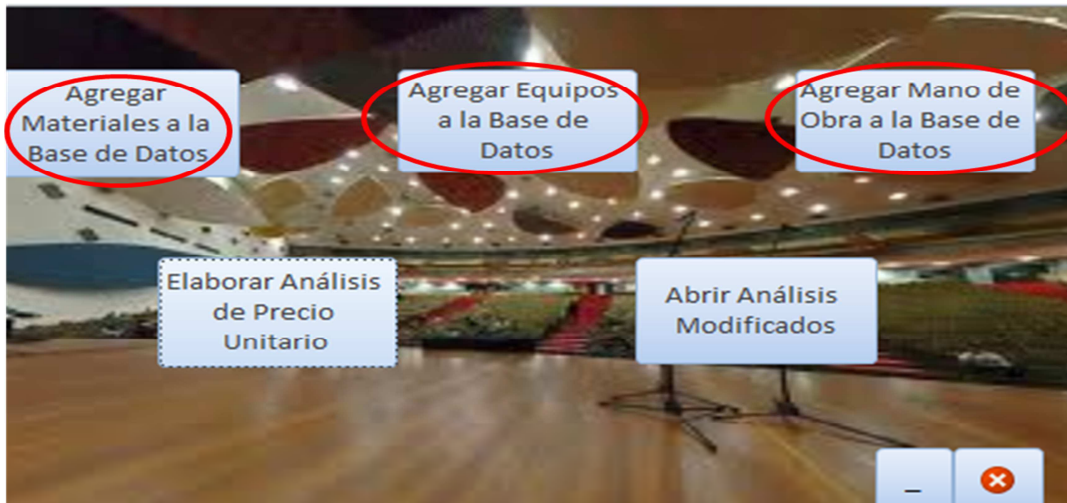 Agregar
Materiales a la
Base de Datos
Agregar Equipos
a la Base de
Datos
Agregar Mano de
Obra a la Base de
Datos
Elaborar Análisis
de Precio
Unitario
Abrir Análisis
Modificados